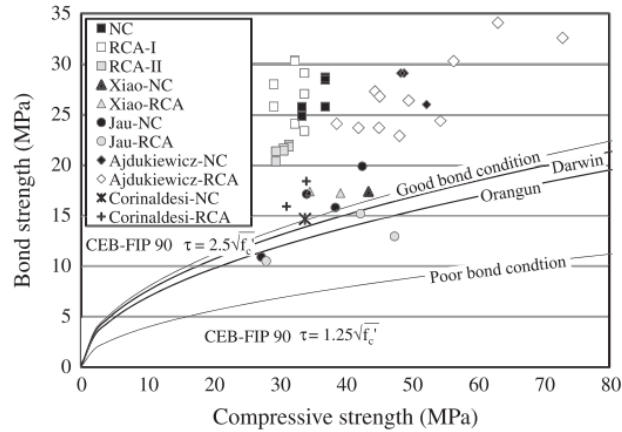 35
30
25
20
15
10
5
0
Bond strength (MPa)
NC
RCA-I
RCA-II
Xiao-NC
Xiao-RCA
Jau-NC
Jau-RCA
Ajdukiewicz-NC
Ajdukiewicz-RCA
Corinaldesi-NC
Corinaldesi-RCA
Good bond condition
Darwin
Orangun
CEB-FIP 90 τ = 2.5√fc'
Poor bond condtion
CEB-FIP 90 τ = 1.25√fc'
0 10 20 30 40 50 60 70 80
Compressive strength (MPa)